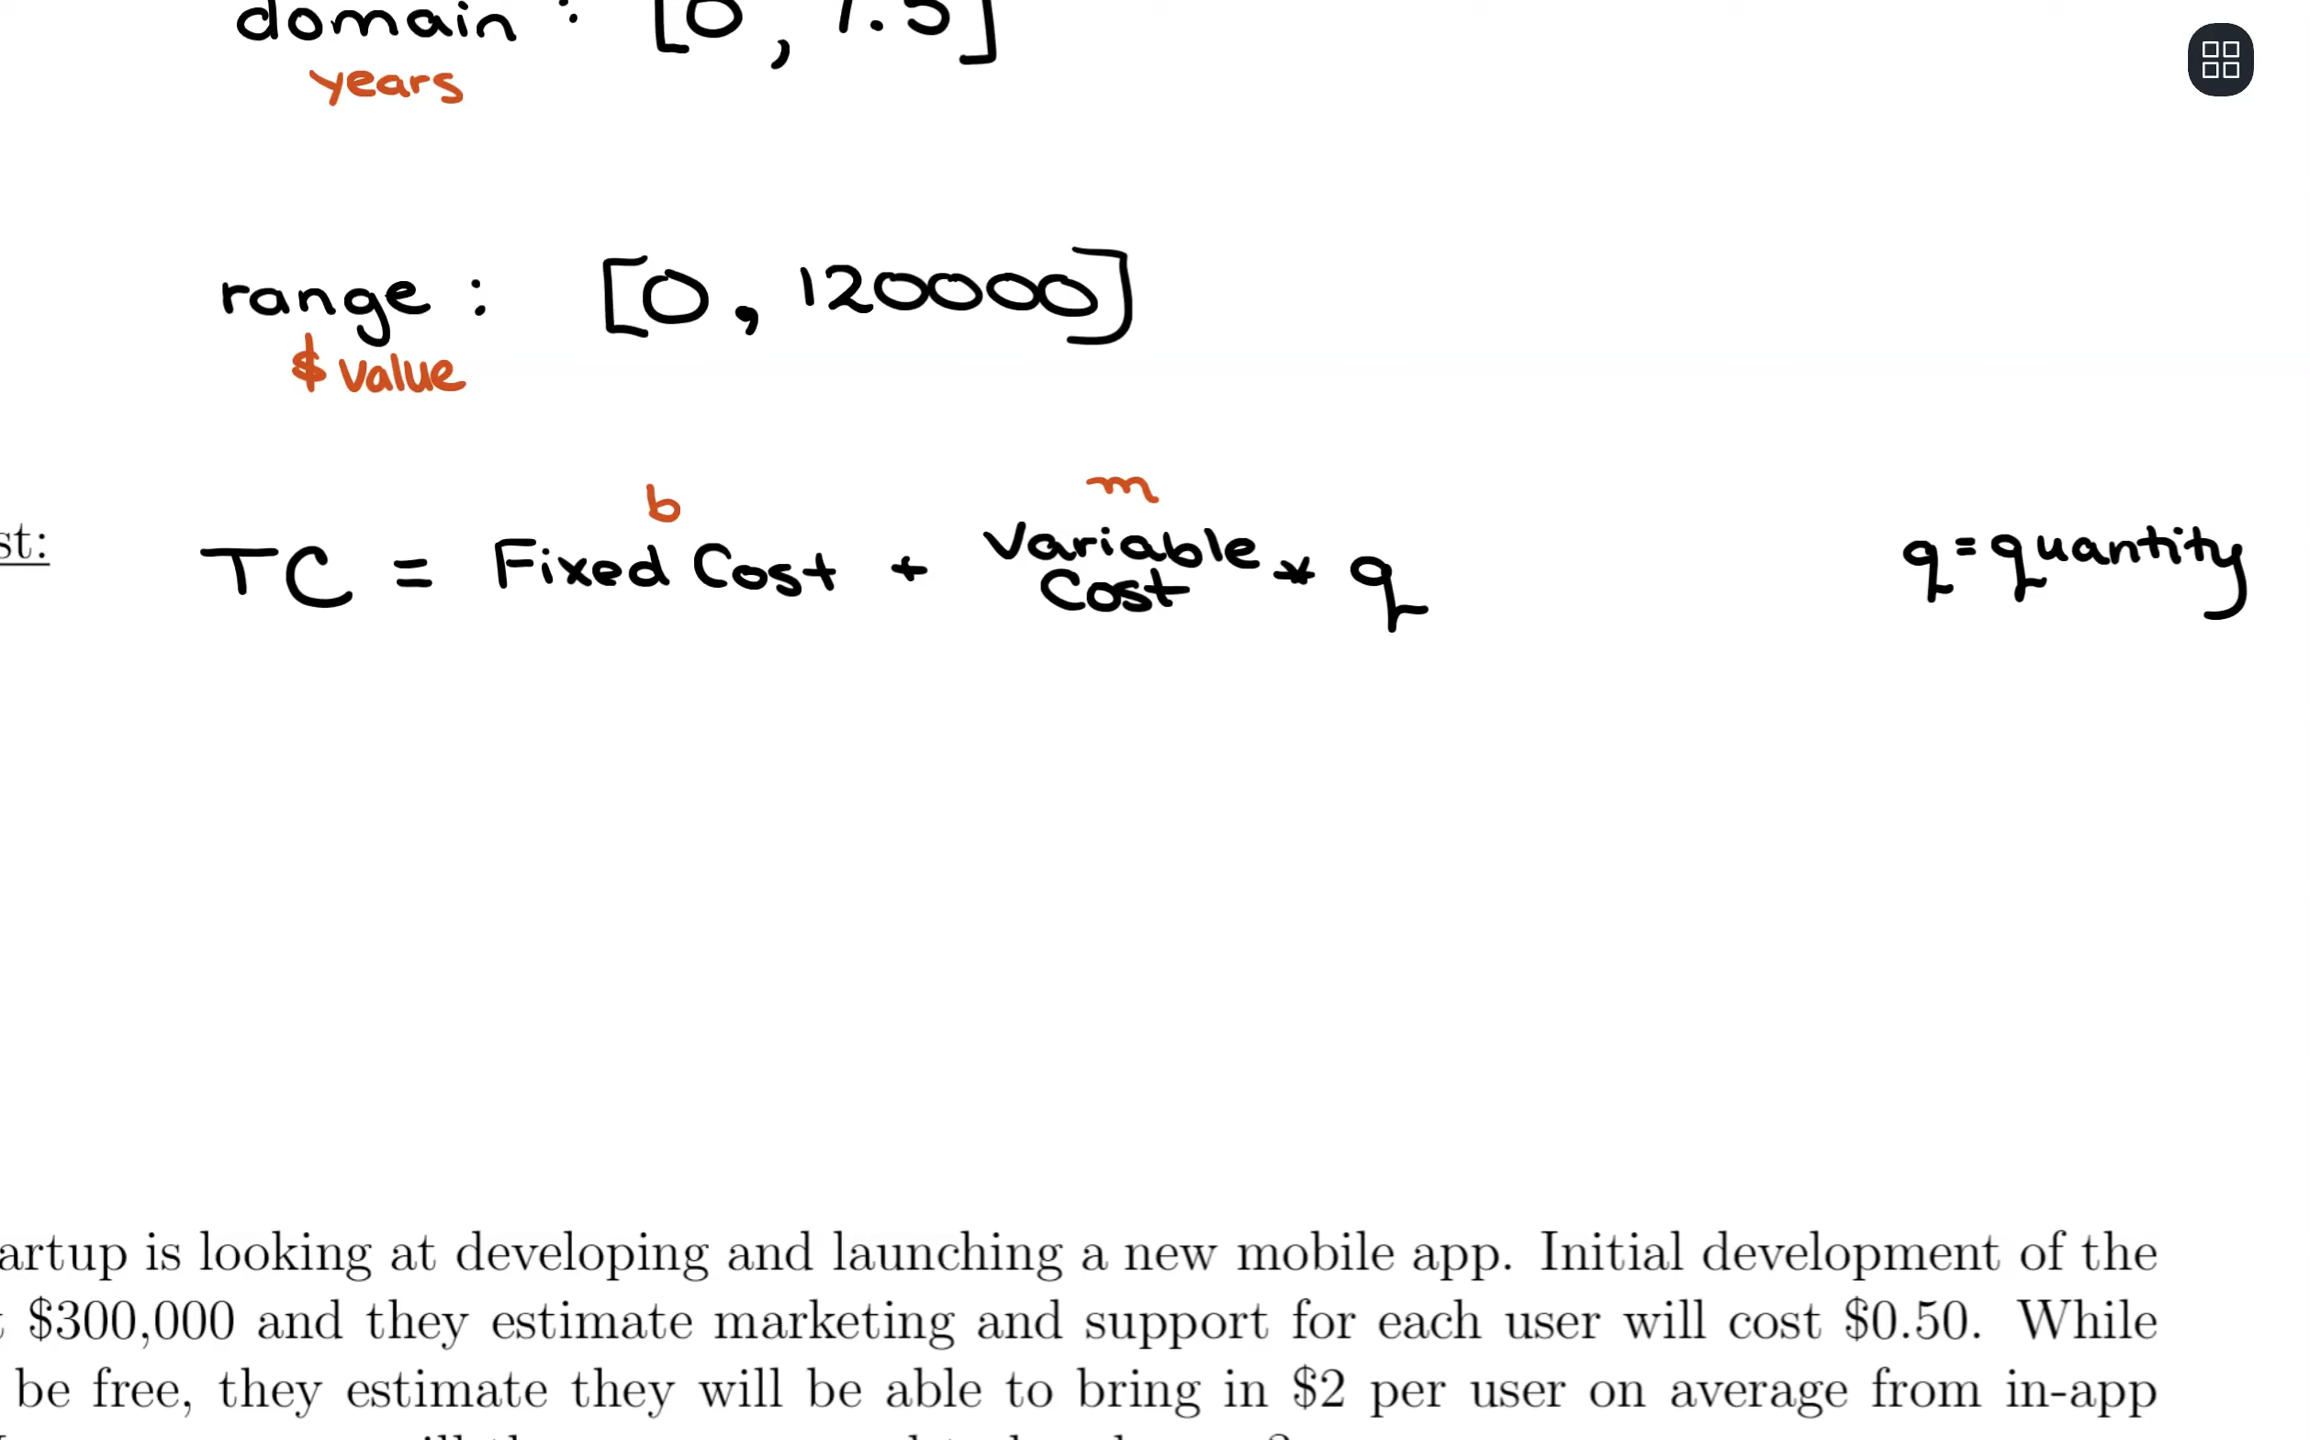 domain : [0, 7.5]
years
range : [0, 120000]
$ value
b m
st: TC = Fixed Cost + Variable Cost * q q = quantity
artup is looking at developing and launching a new mobile app. Initial development of the
$300,000 and they estimate marketing and support for each user will cost $0.50. While
be free, they estimate they will be able to bring in $2 per user on average from in-app